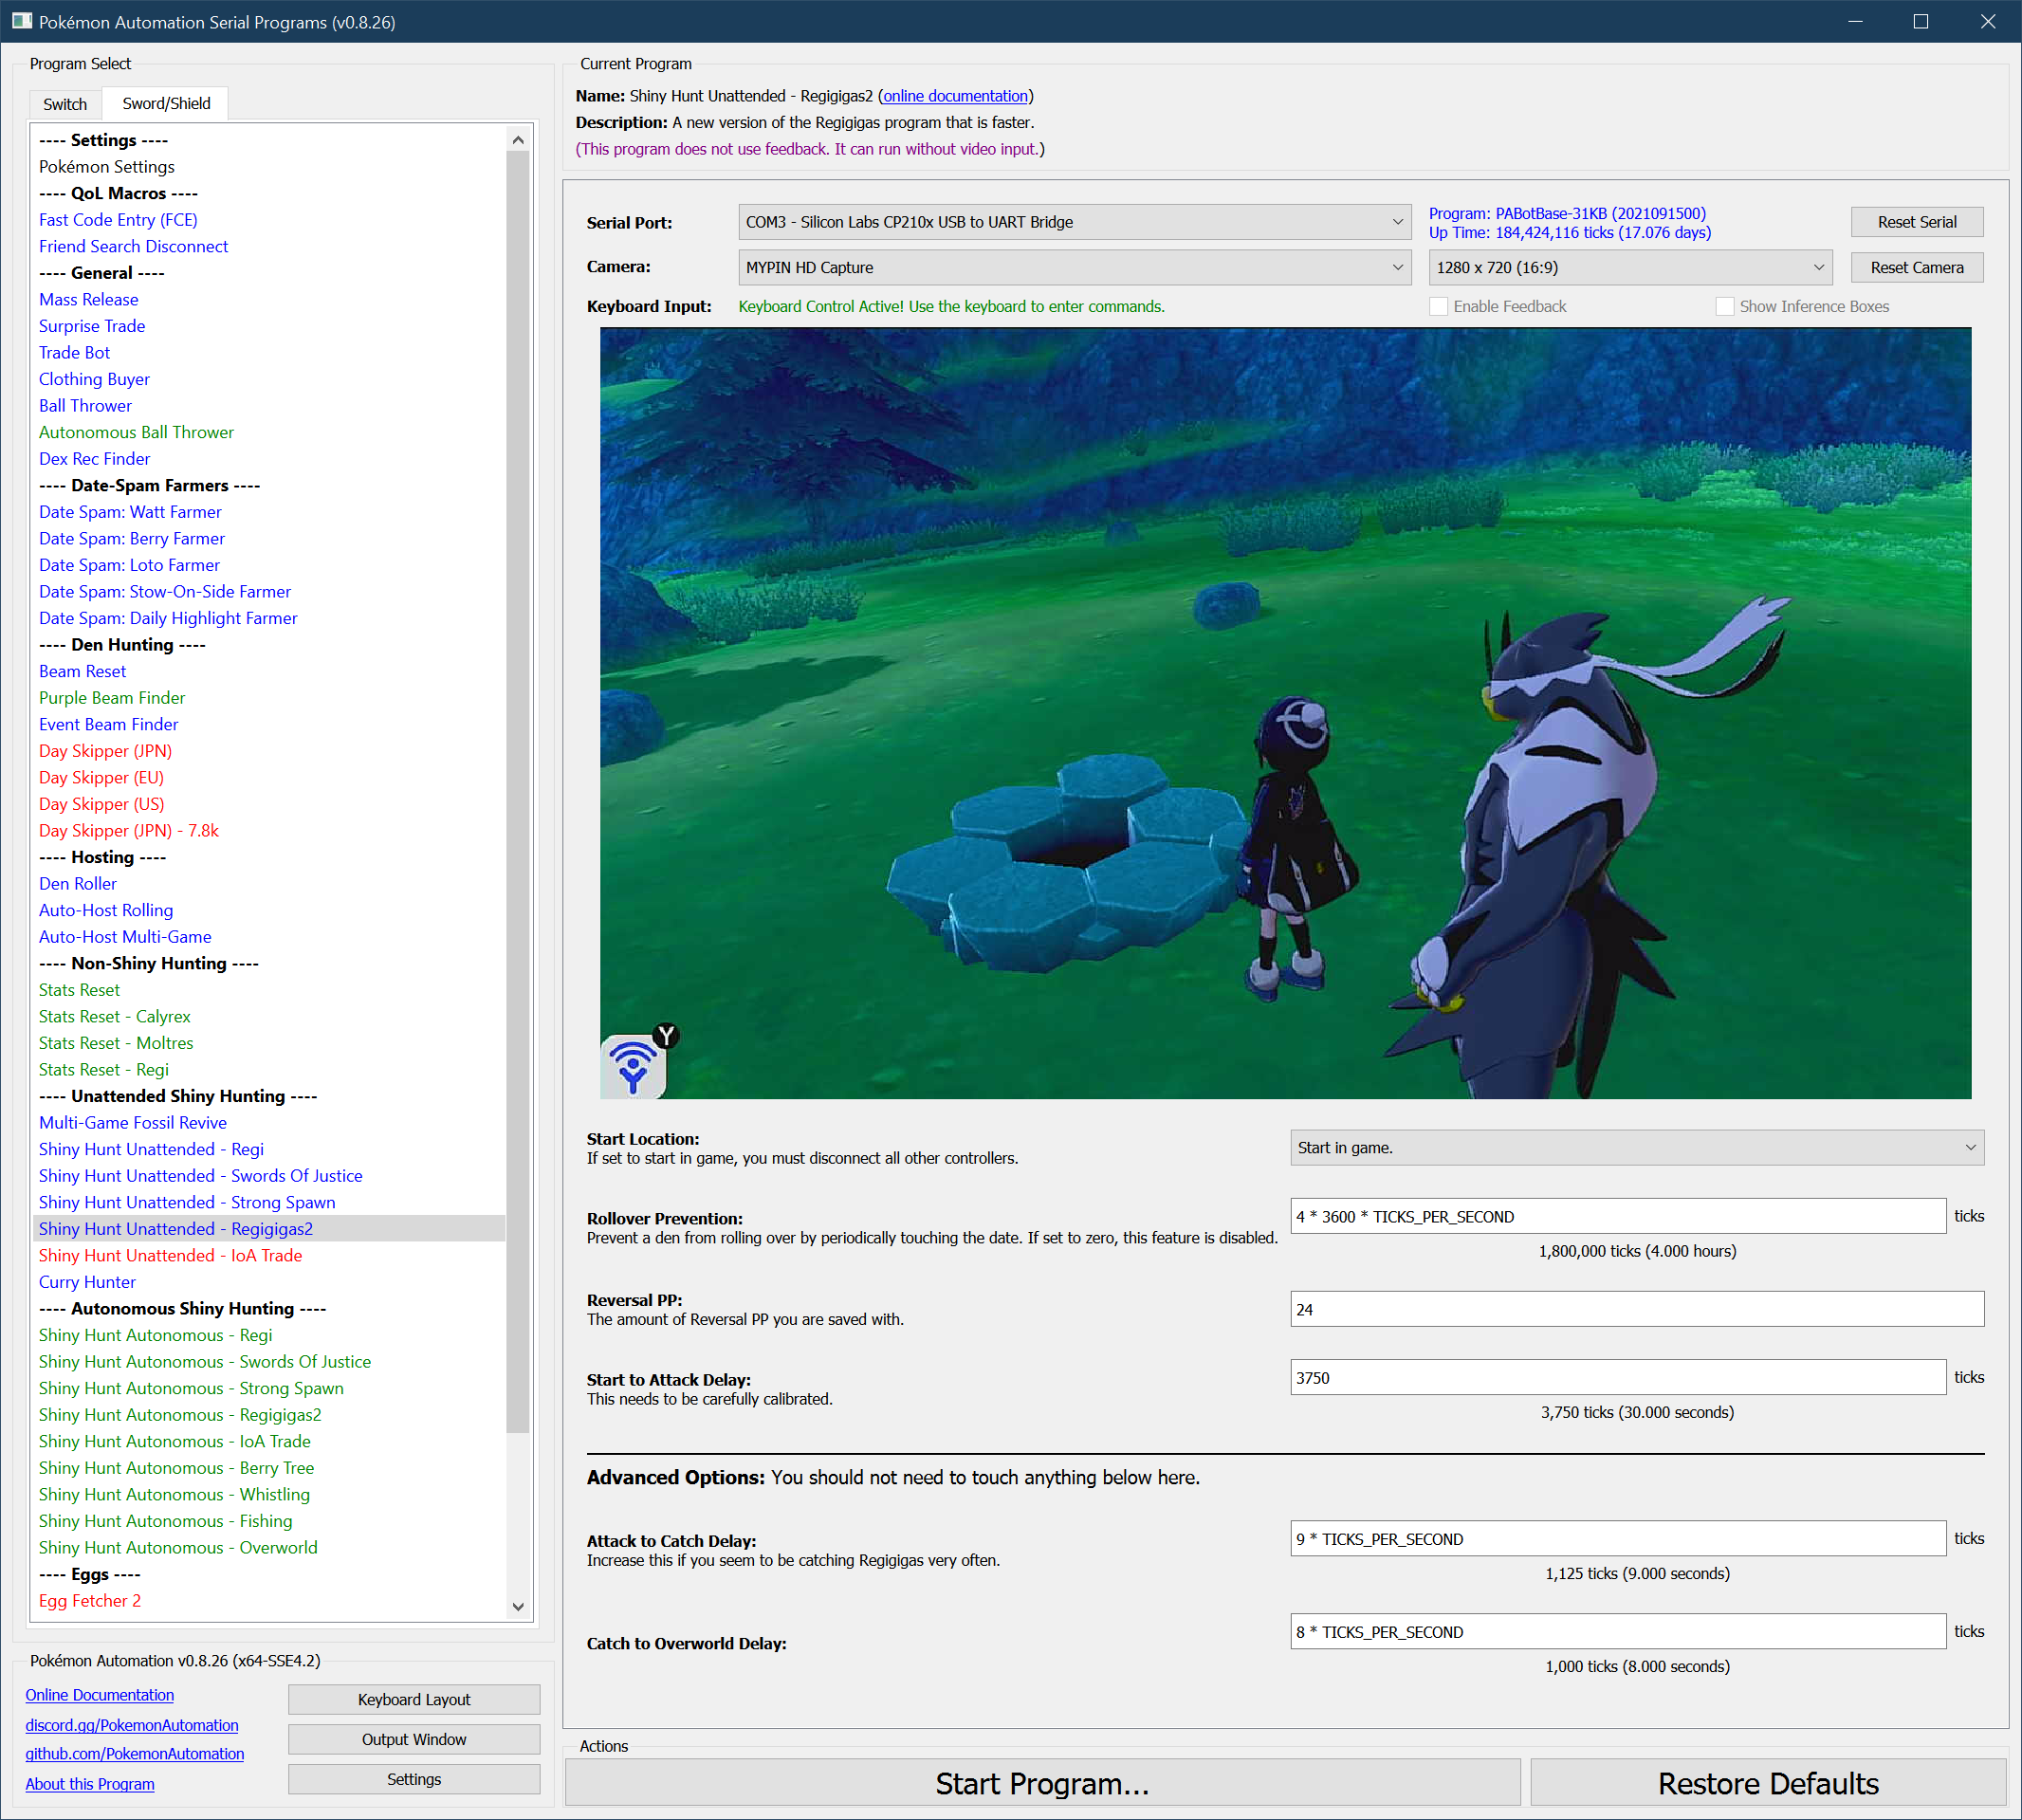 Pokémon Automation Serial Programs (v0.8.26)
Program Select
Switch
Sword/Shield
---- Settings ----
Pokémon Settings
---- QoL Macros ----
Fast Code Entry (FCE)
Friend Search Disconnect
---- General ----
Mass Release
Surprise Trade
Trade Bot
Clothing Buyer
Ball Thrower
Autonomous Ball Thrower
Dex Rec Finder
---- Date-Spam Farmers ----
Date Spam: Watt Farmer
Date Spam: Berry Farmer
Date Spam: Loto Farmer
Date Spam: Stow-On-Side Farmer
Date Spam: Daily Highlight Farmer
---- Den Hunting ----
Beam Reset
Purple Beam Finder
Event Beam Finder
Day Skipper (JPN)
Day Skipper (EU)
Day Skipper (US)
Day Skipper (JPN) - 7.8k
---- Hosting ----
Den Roller
Auto-Host Rolling
Auto-Host Multi-Game
---- Non-Shiny Hunting ----
Stats Reset
Stats Reset - Calyrex
Stats Reset - Moltres
Stats Reset - Regi
---- Unattended Shiny Hunting ----
Multi-Game Fossil Revive
Shiny Hunt Unattended - Regi
Shiny Hunt Unattended - Swords Of Justice
Shiny Hunt Unattended - Strong Spawn
Shiny Hunt Unattended - Regigigas2
Shiny Hunt Unattended - IoA Trade
Curry Hunter
---- Autonomous Shiny Hunting ----
Shiny Hunt Autonomous - Regi
Shiny Hunt Autonomous - Swords Of Justice
Shiny Hunt Autonomous - Strong Spawn
Shiny Hunt Autonomous - Regigigas2
Shiny Hunt Autonomous - IoA Trade
Shiny Hunt Autonomous - Berry Tree
Shiny Hunt Autonomous - Whistling
Shiny Hunt Autonomous - Fishing
Shiny Hunt Autonomous - Overworld
---- Eggs ----
Egg Fetcher 2
Pokémon Automation v0.8.26 (x64-SSE4.2)
Online Documentation
discord.gg/PokemonAutomation
github.com/PokemonAutomation
About this Program
Keyboard Layout
Output Window
Settings
Current Program
Name: Shiny Hunt Unattended - Regigigas2 (online documentation)
Description: A new version of the Regigigas program that is faster.
(This program does not use feedback. It can run without video input.)
Serial Port:
COM3 - Silicon Labs CP210x USB to UART Bridge
Program: PABotBase-31KB (2021091500)
Up Time: 184,424,116 ticks (17.076 days)
Reset Serial
Camera:
MYPIN HD Capture
1280 x 720 (16:9)
Reset Camera
Keyboard Input:
Keyboard Control Active! Use the keyboard to enter commands.
Enable Feedback
Show Inference Boxes
Y
Start Location:
If set to start in game, you must disconnect all other controllers.
Start in game.
Rollover Prevention:
Prevent a den from rolling over by periodically touching the date. If set to zero, this feature is disabled.
4 * 3600 * TICKS_PER_SECOND
ticks
1,800,000 ticks (4.000 hours)
Reversal PP:
The amount of Reversal PP you are saved with.
24
Start to Attack Delay:
This needs to be carefully calibrated.
3750
ticks
3,750 ticks (30.000 seconds)
Advanced Options: You should not need to touch anything below here.
Attack to Catch Delay:
Increase this if you seem to be catching Regigigas very often.
9 * TICKS_PER_SECOND
ticks
1,125 ticks (9.000 seconds)
Catch to Overworld Delay:
8 * TICKS_PER_SECOND
ticks
1,000 ticks (8.000 seconds)
Actions
Start Program...
Restore Defaults